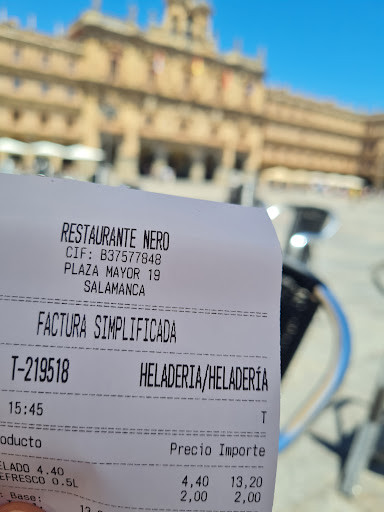 RESTAURANTE NERO
CIF: B37577848
PLAZA MAYOR 19
SALAMANCA
FACTURA SIMPLIFICADA
T-219518 HELADERIA/HELADERÍA
15:45 T
oducto Precio Importe
ELADO 4.40 4,40 13,20
EFRESCO 0.5L 2,00 2,00
Base: